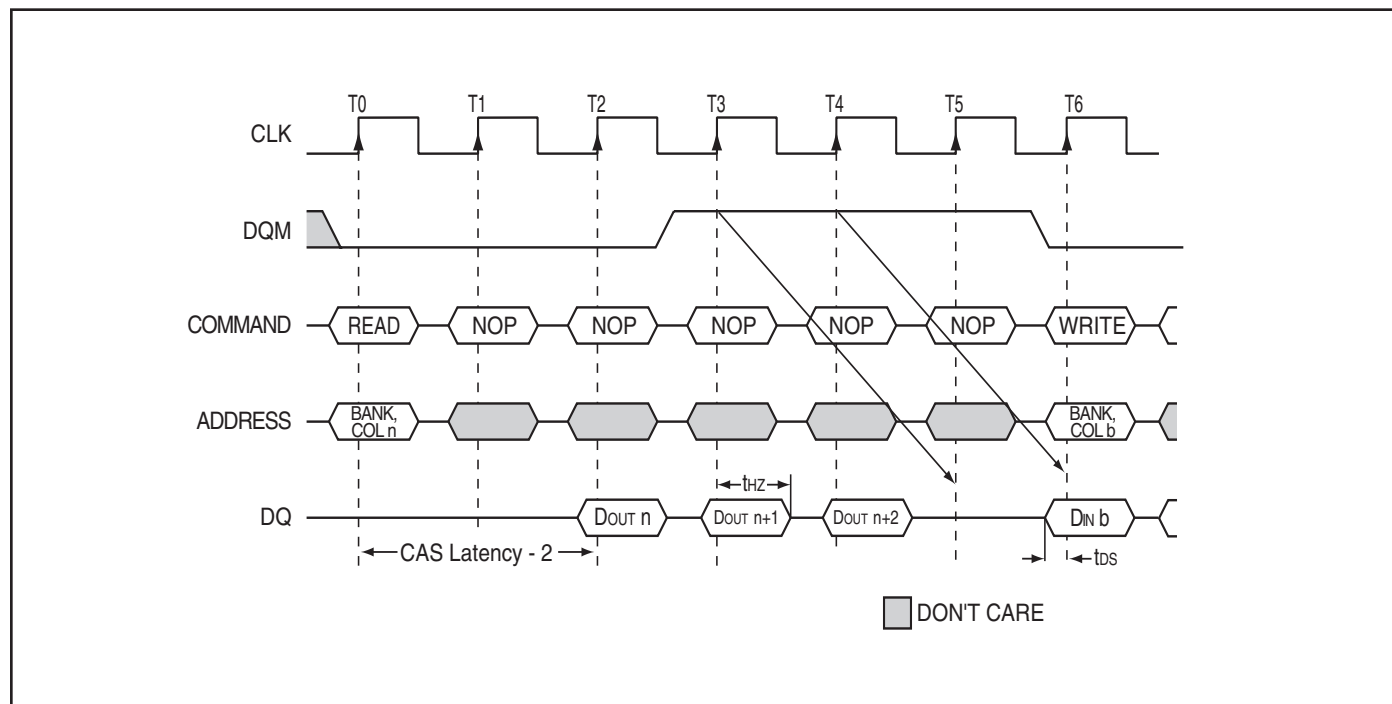 T0 T1 T2 T3 T4 T5 T6
CLK
DQM
COMMAND READ NOP NOP NOP NOP NOP WRITE
ADDRESS BANK, COL n BANK, COL b
tHZ
DQ DOUT n DOUT n+1 DOUT n+2 DIN b
CAS Latency - 2 tDS
DON'T CARE